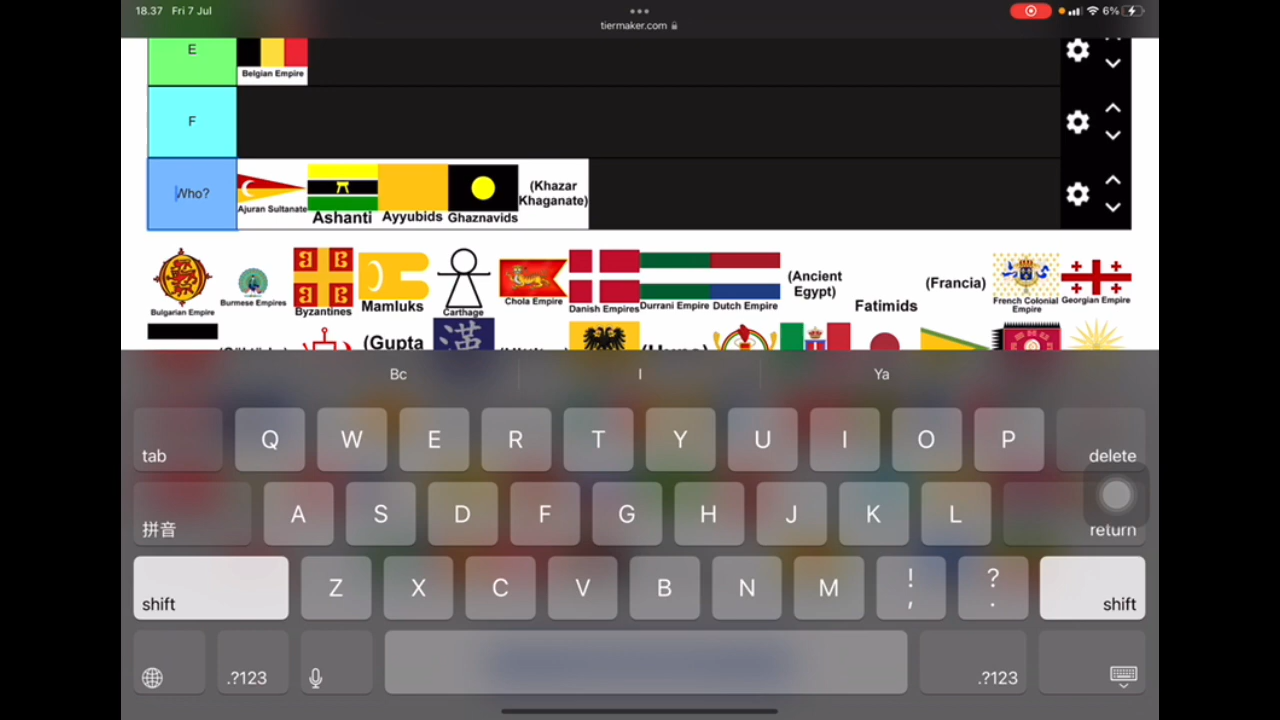 18.37 Fri 7 Jul
6%
tiermaker.com
E
Belgian Empire
F
Who?
Ajuran Sultanate
Ashanti
Ayyubids
Ghaznavids
(Khazar
Khaganate)
Bulgarian Empire
Burmese Empires
Byzantines
Mamluks
Carthage
Chola Empire
Danish Empires
Durrani Empire
Dutch Empire
(Ancient
Egypt)
Fatimids
(Francia)
French Colonial
Empire
Georgian Empire
(Gupta
漢
(Huns)
Bc I Ya
tab Q W E R T Y U I O P delete
拼音 A S D F G H J K L return
shift Z X C V B N M ! , ? . shift
.?123 .?123